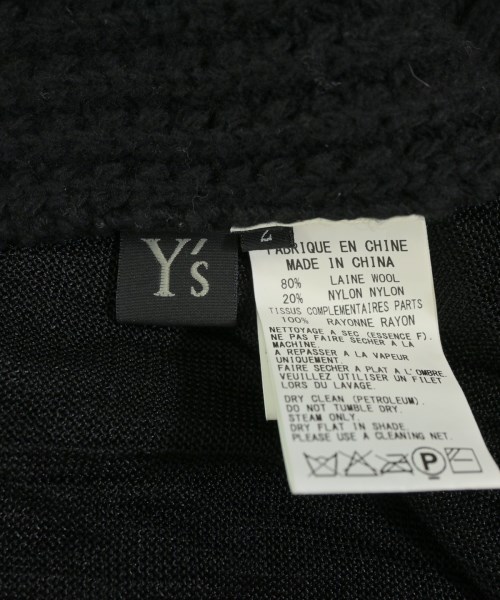 Y's
2
FABRIQUE EN CHINE
MADE IN CHINA
80% LAINE WOOL
20% NYLON NYLON
TISSUS COMPLEMENTAIRES PARTS
100% RAYONNE RAYON
NETTOYAGE A SEC (ESSENCE F).
NE PAS FAIRE SECHER A LA
MACHINE.
A REPASSER A LA VAPEUR
UNIQUEMENT.
FAIRE SECHER A PLAT A L'OMBRE.
VEUILLEZ UTILISER UN FILET
LORS DU LAVAGE.
DRY CLEAN (PETROLEUM).
DO NOT TUMBLE DRY.
STEAM ONLY.
DRY FLAT IN SHADE.
PLEASE USE A CLEANING NET.
P